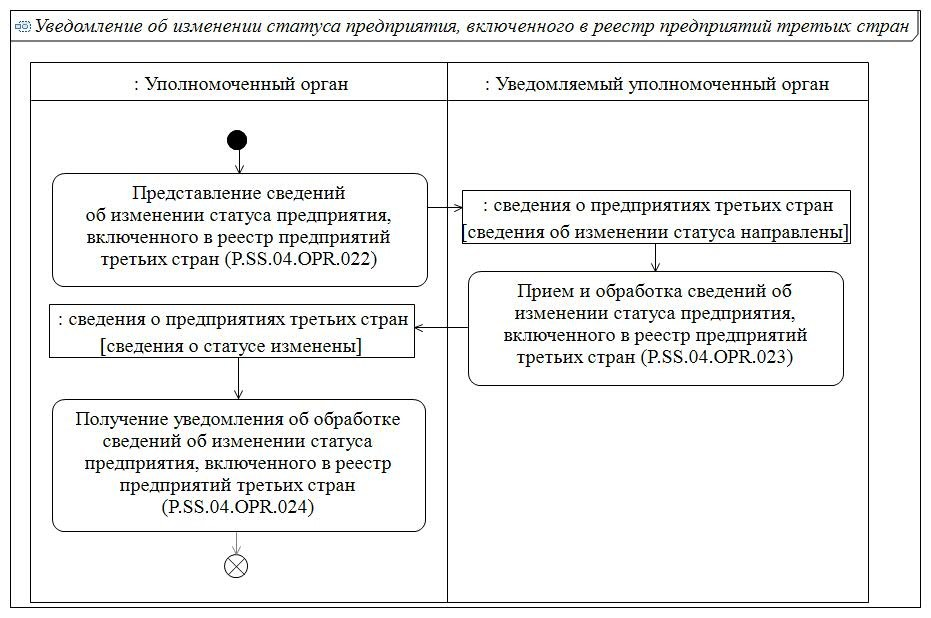 Уведомление об изменении статуса предприятия, включенного в реестр предприятий третьих стран
: Уполномоченный орган
: Уведомляемый уполномоченный орган
Представление сведений
об изменении статуса предприятия,
включенного в реестр предприятий
третьих стран (P.SS.04.OPR.022)
: сведения о предприятиях третьих стран
[сведения об изменении статуса направлены]
Прием и обработка сведений об
изменении статуса предприятия,
включенного в реестр предприятий
третьих стран (P.SS.04.OPR.023)
: сведения о предприятиях третьих стран
[сведения о статусе изменены]
Получение уведомления об обработке
сведений об изменении статуса
предприятия, включенного в реестр
предприятий третьих стран
(P.SS.04.OPR.024)